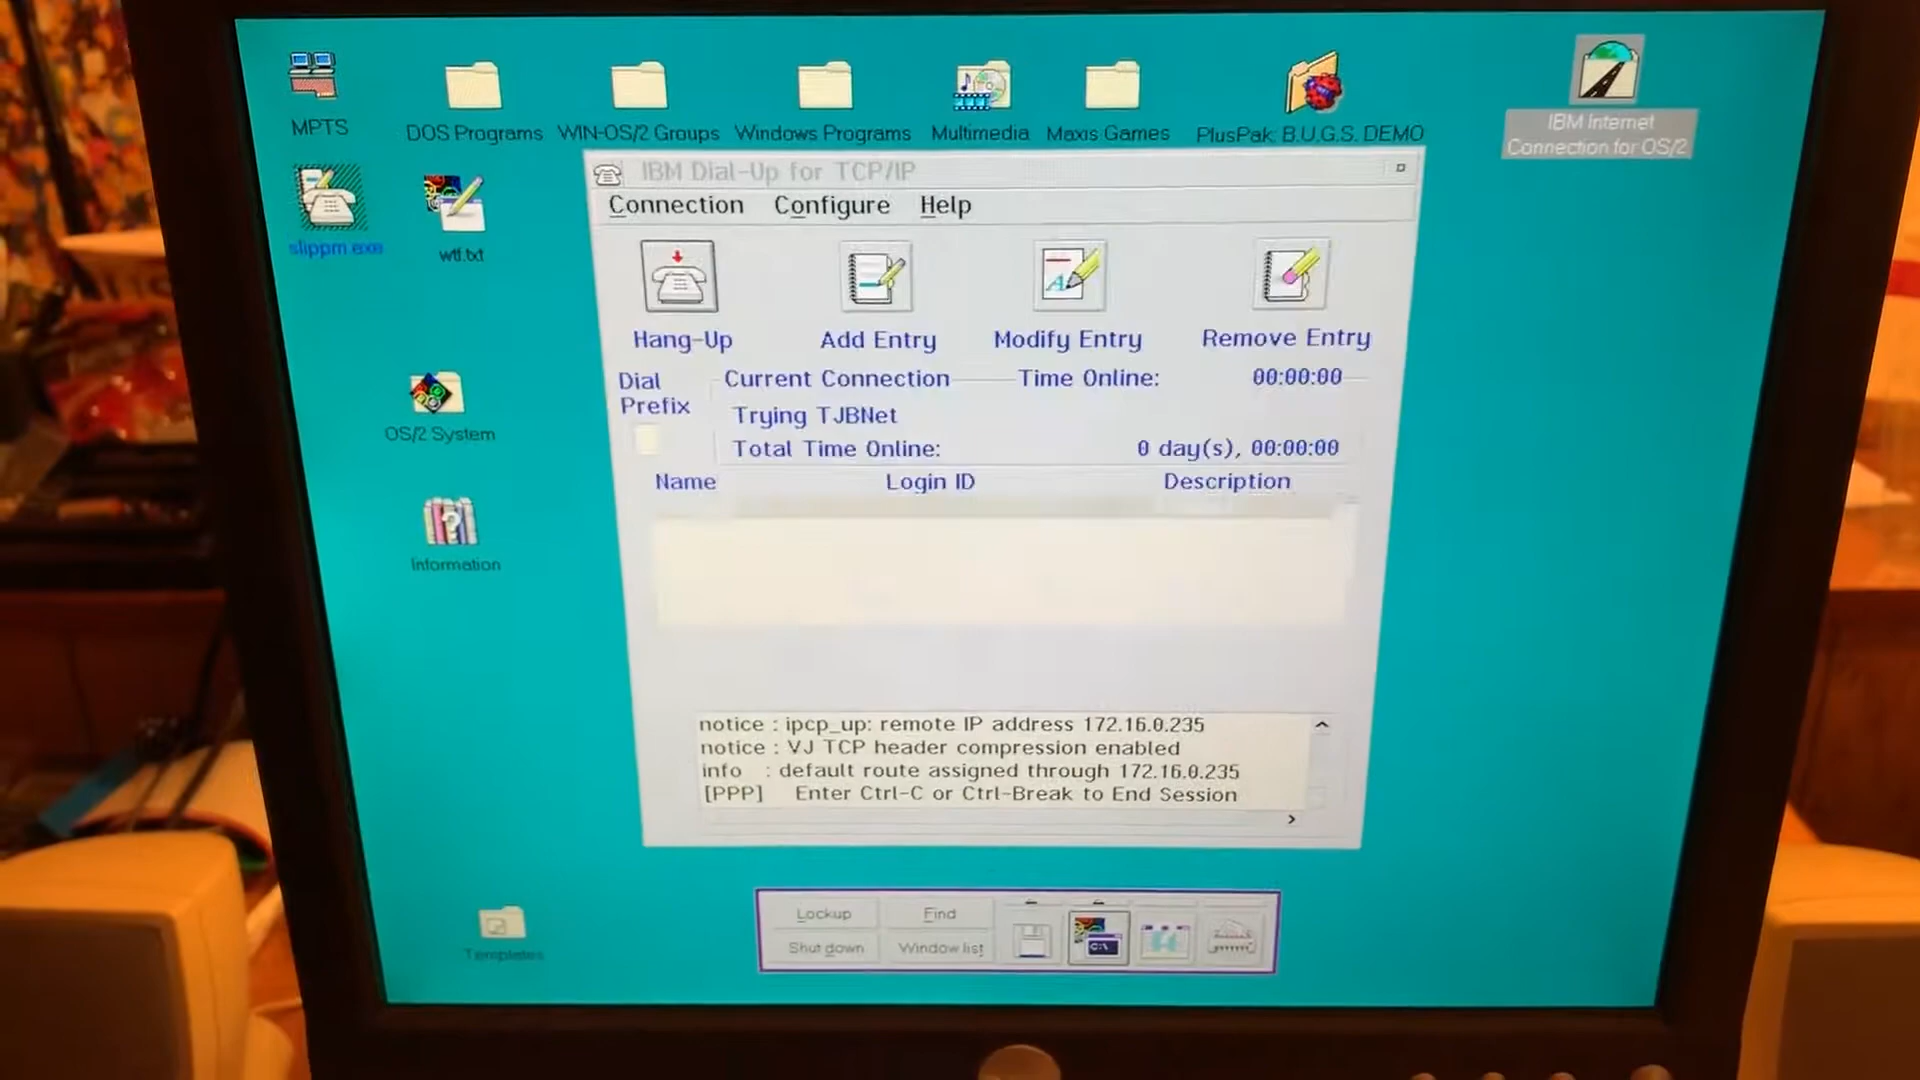 MPTS
DOS Programs
WIN-OS/2 Groups
Windows Programs
Multimedia
Maxis Games
PlusPak: B.U.G.S. DEMO
IBM Internet
Connection for OS/2
slippm.exe
wtf.txt
IBM Dial-Up for TCP/IP
Connection Configure Help
Hang-Up Add Entry Modify Entry Remove Entry
Dial
Prefix
Current Connection Time Online: 00:00:00
Trying TJBNet
Total Time Online: 0 day(s), 00:00:00
Name Login ID Description
OS/2 System
Information
notice : ipcp_up: remote IP address 172.16.0.235
notice : VJ TCP header compression enabled
info : default route assigned through 172.16.0.235
[PPP] Enter Ctrl-C or Ctrl-Break to End Session
Templates
Lockup Find
Shut down Window list
C:\